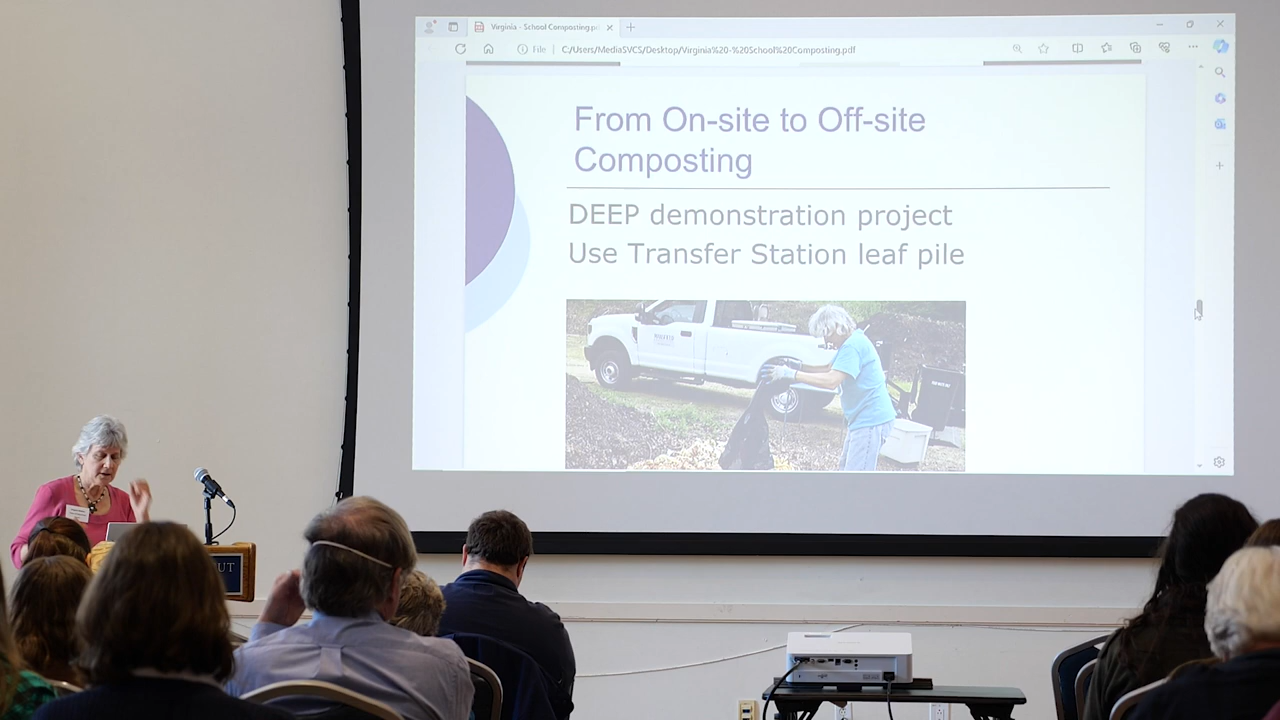 Virginia - School Composting.pd
File
C:/Users/MediaSVCS/Desktop/Virginia%20-%20School%20Composting.pdf
From On-site to Off-site
Composting
DEEP demonstration project
Use Transfer Station leaf pile
UT